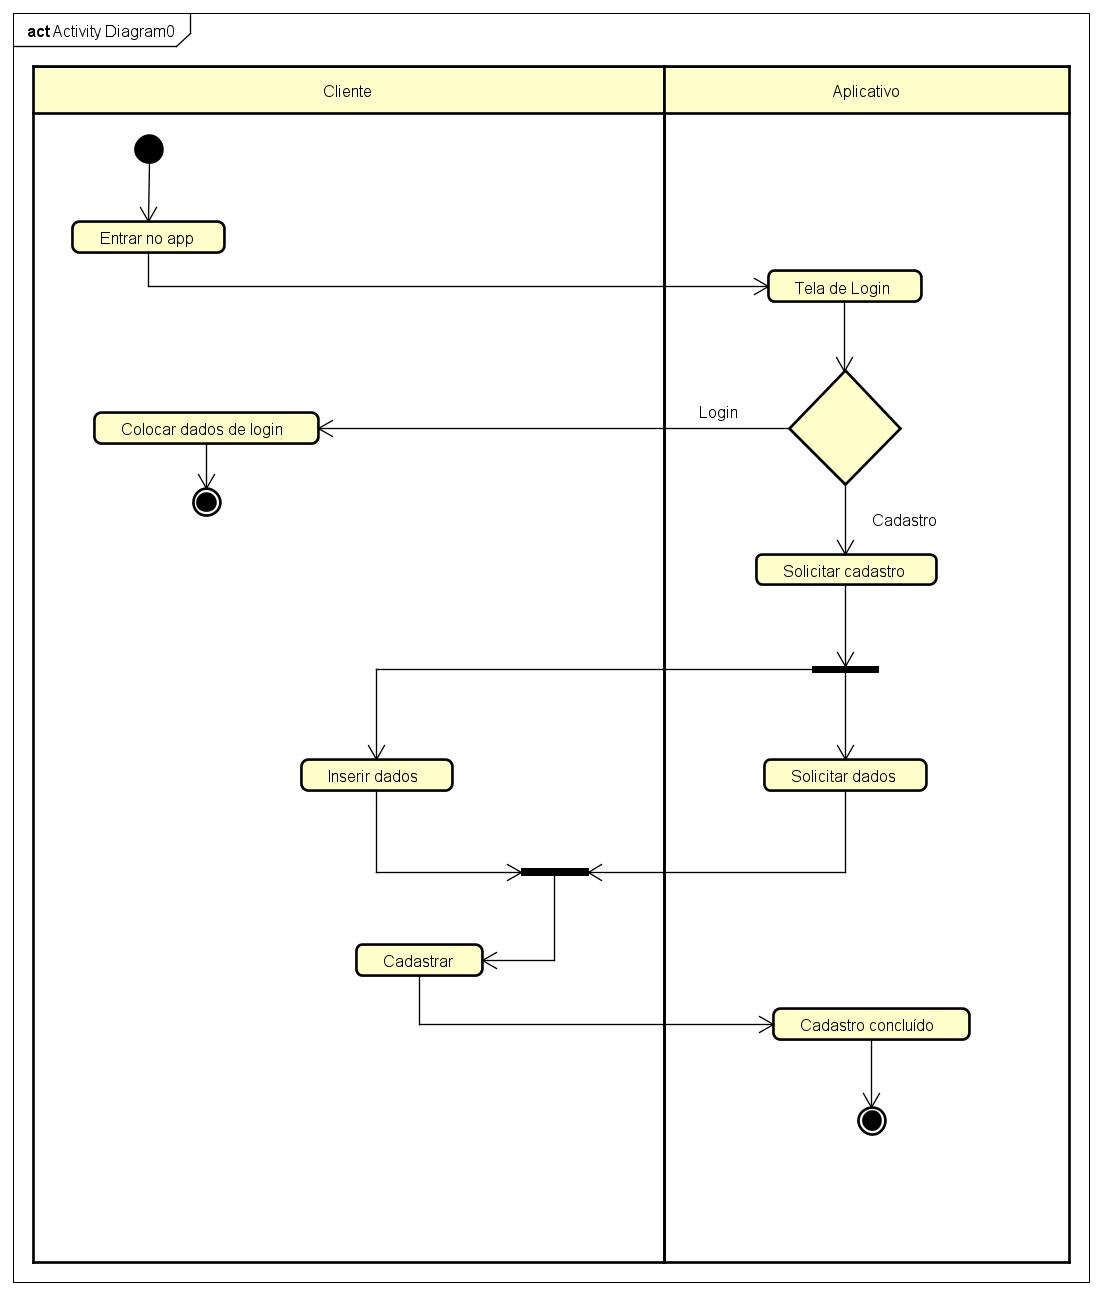 act Activity Diagram0
Cliente
Aplicativo
Entrar no app
Tela de Login
Login
Colocar dados de login
Cadastro
Solicitar cadastro
Inserir dados
Solicitar dados
Cadastrar
Cadastro concluído